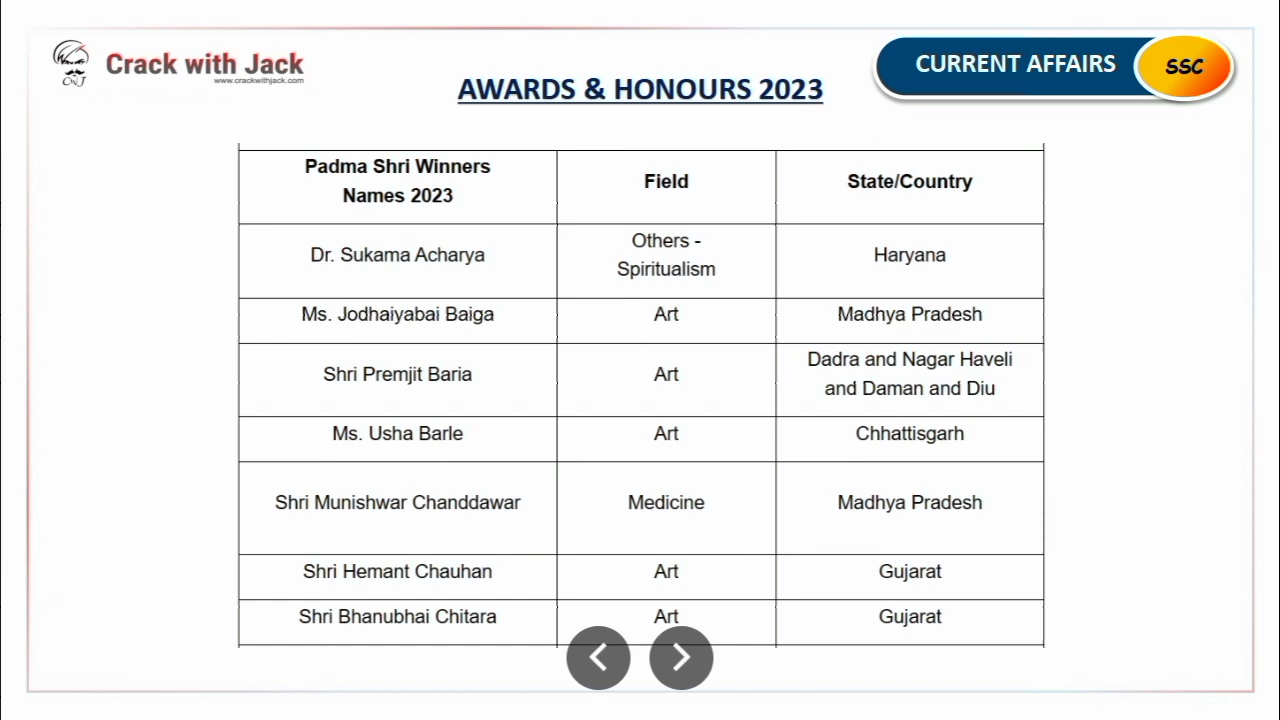 Crack with Jack
www.crackwithjack.com
CWJ
CURRENT AFFAIRS
SSC
AWARDS & HONOURS 2023
Padma Shri Winners
Names 2023
Field
State/Country
Dr. Sukama Acharya
Others -
Spiritualism
Haryana
Ms. Jodhaiyabai Baiga
Art
Madhya Pradesh
Shri Premjit Baria
Art
Dadra and Nagar Haveli
and Daman and Diu
Ms. Usha Barle
Art
Chhattisgarh
Shri Munishwar Chanddawar
Medicine
Madhya Pradesh
Shri Hemant Chauhan
Art
Gujarat
Shri Bhanubhai Chitara
Art
Gujarat